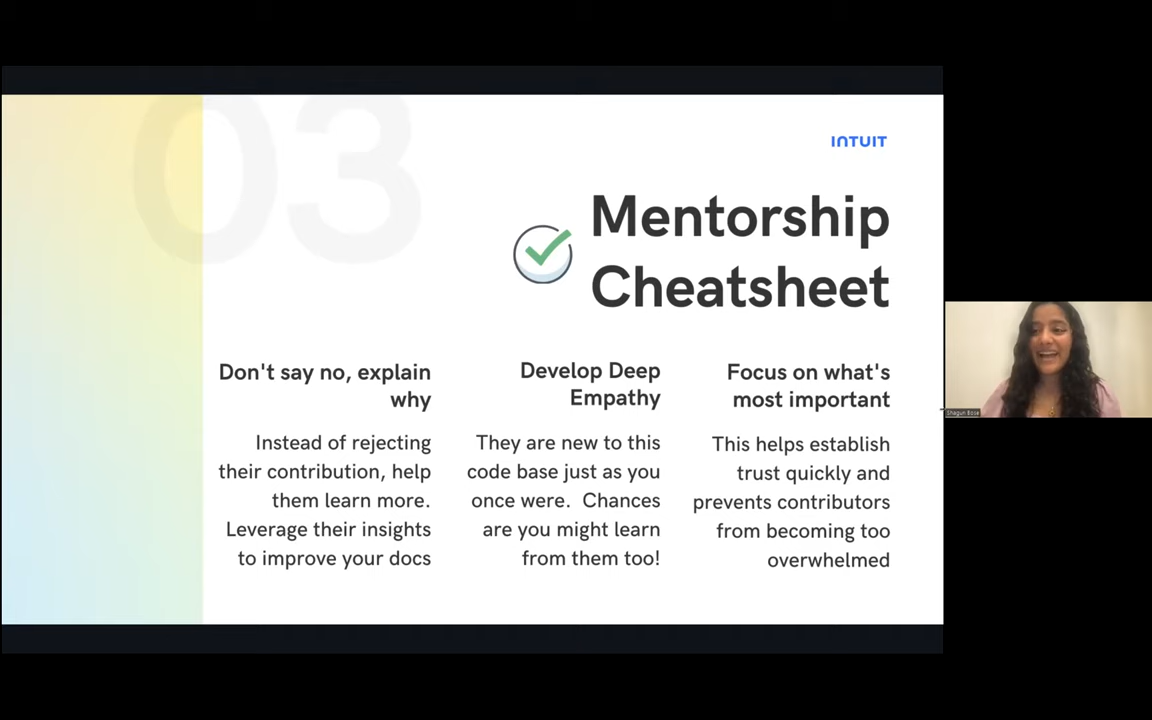 03
INTUIT
Mentorship
Cheatsheet
Don't say no, explain
why
Instead of rejecting
their contribution, help
them learn more.
Leverage their insights
to improve your docs
Develop Deep
Empathy
They are new to this
code base just as you
once were.  Chances
are you might learn
from them too!
Focus on what's
most important
This helps establish
trust quickly and
prevents contributors
from becoming too
overwhelmed
Shagun Bose